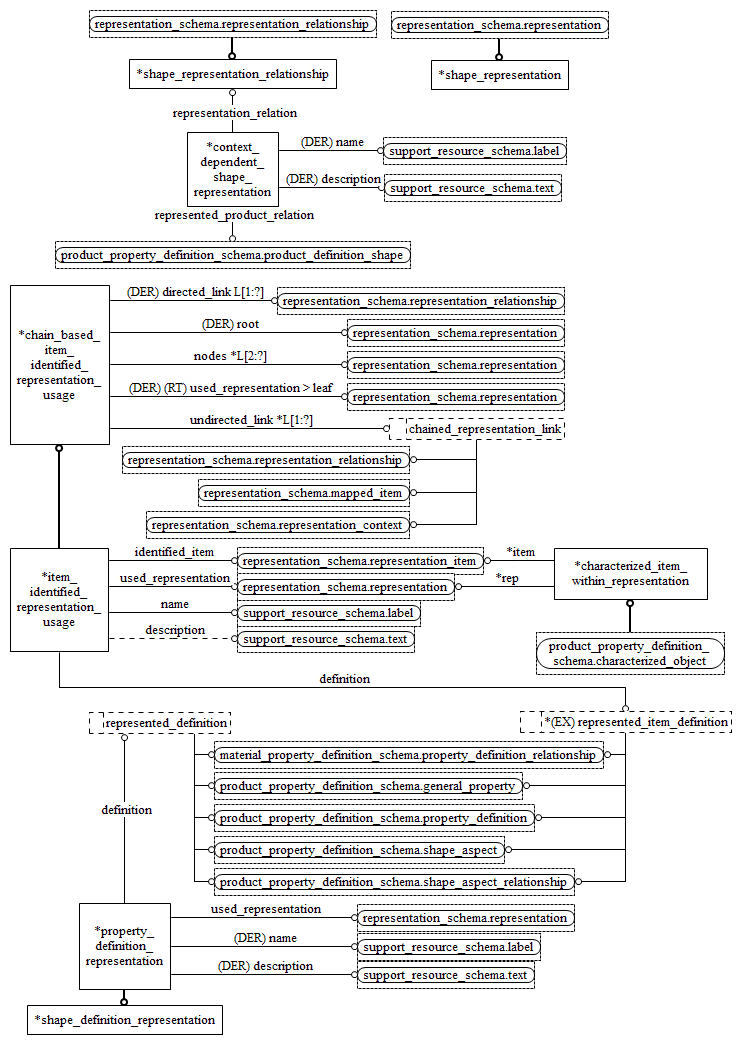 representation_schema.representation_relationship
representation_schema.representation
*shape_representation_relationship
*shape_representation
representation_relation
*context_
dependent_
shape_
representation
(DER) name
support_resource_schema.label
(DER) description
support_resource_schema.text
represented_product_relation
product_property_definition_schema.product_definition_shape
*chain_based_
item_
identified_
representation_
usage
(DER) directed_link L[1:?]
representation_schema.representation_relationship
(DER) root
representation_schema.representation
nodes *L[2:?]
representation_schema.representation
(DER) (RT) used_representation > leaf
representation_schema.representation
undirected_link *L[1:?]
chained_representation_link
representation_schema.representation_relationship
representation_schema.mapped_item
representation_schema.representation_context
*item_
identified_
representation_
usage
identified_item
representation_schema.representation_item
*item
*characterized_item_
within_representation
used_representation
representation_schema.representation
*rep
name
support_resource_schema.label
description
support_resource_schema.text
product_property_definition_
schema.characterized_object
definition
represented_definition
*(EX) represented_item_definition
material_property_definition_schema.property_definition_relationship
product_property_definition_schema.general_property
definition
product_property_definition_schema.property_definition
product_property_definition_schema.shape_aspect
product_property_definition_schema.shape_aspect_relationship
*property_
definition_
representation
used_representation
representation_schema.representation
(DER) name
support_resource_schema.label
(DER) description
support_resource_schema.text
*shape_definition_representation